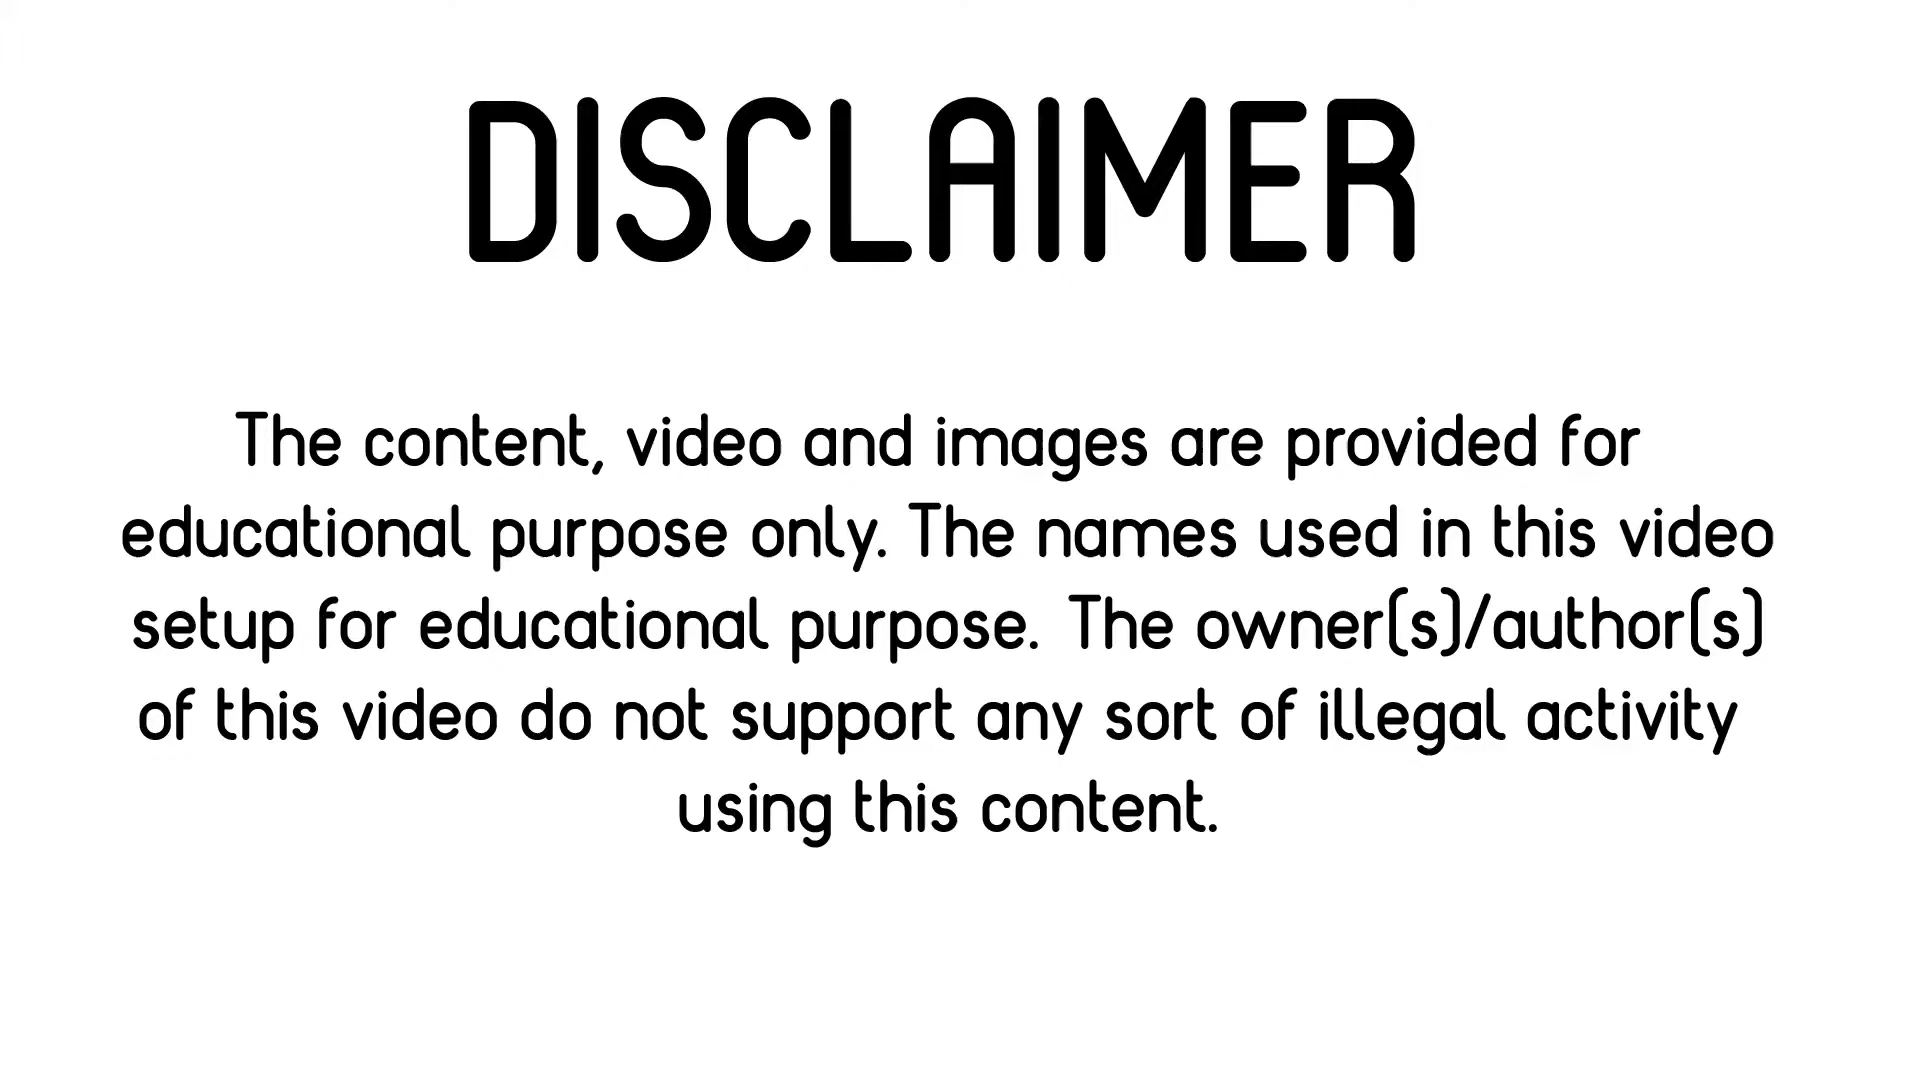 DISCLAIMER
The content, video and images are provided for
educational purpose only. The names used in this video
setup for educational purpose. The owner(s)/author(s)
of this video do not support any sort of illegal activity
using this content.